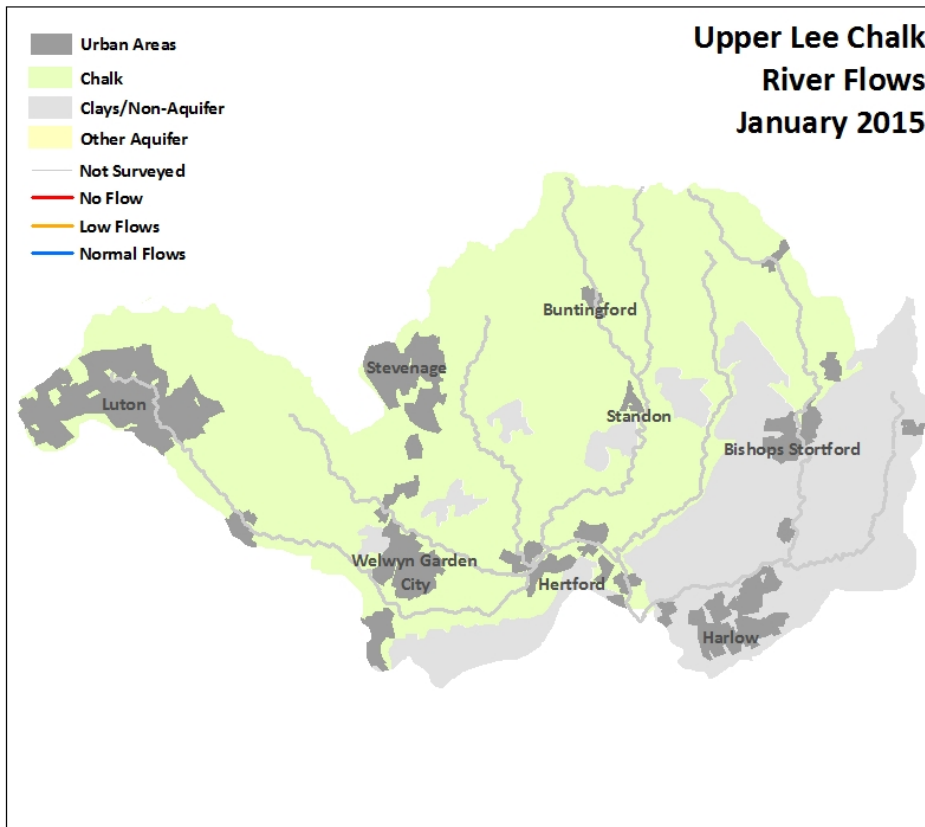 Upper Lee Chalk
River Flows
January 2015
Urban Areas
Chalk
Clays/Non-Aquifer
Other Aquifer
Not Surveyed
No Flow
Low Flows
Normal Flows
Buntingford
Stevenage
Luton
Standon
Bishops Stortford
Welwyn Garden
City
Hertford
Harlow